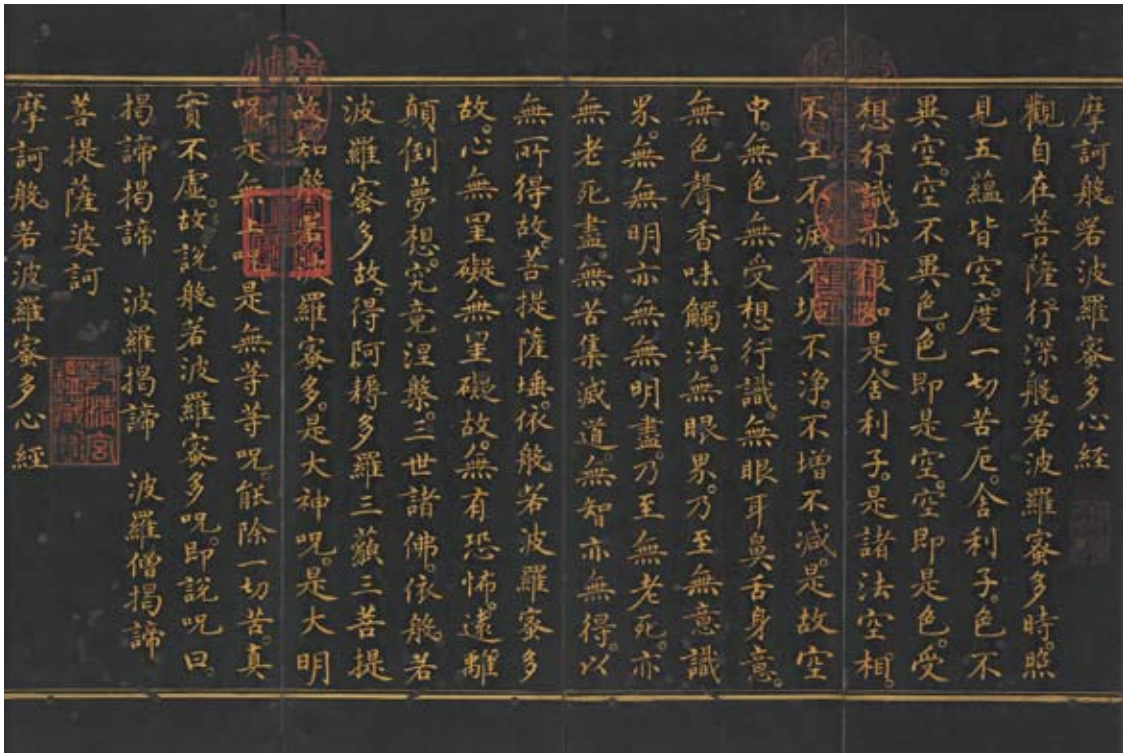 摩訶般若波羅蜜多心經
觀自在菩薩行深般若波羅蜜多時。照
見五蘊皆空。度一切苦厄。舍利子。色不
異空。空不異色。色即是空。空即是色。受
想行識。亦復如是。舍利子。是諸法空相。
不生不滅。不垢不淨。不增不減。是故空
中。無色無受想行識。無眼耳鼻舌身意。
無色聲香味觸法。無眼界。乃至無意識
界。無無明亦無無明盡。乃至無老死。亦
無老死盡。無苦集滅道。無智亦無得。以
無所得故。菩提薩埵。依般若波羅蜜多
故。心無罣礙無罣礙故。無有恐怖。遠離
顛倒夢想。究竟涅槃。三世諸佛。依般若
波羅蜜多故。得阿耨多羅三藐三菩提
故知般若波羅蜜多。是大神呪。是大明
呪是無上呪是無等等呪。能除一切苦。真
實不虛。故說般若波羅蜜多呪。即說呪曰
揭諦揭諦　波羅揭諦　波羅僧揭諦
菩提薩婆訶
摩訶般若波羅蜜多心經
乾清宮鑑藏寶